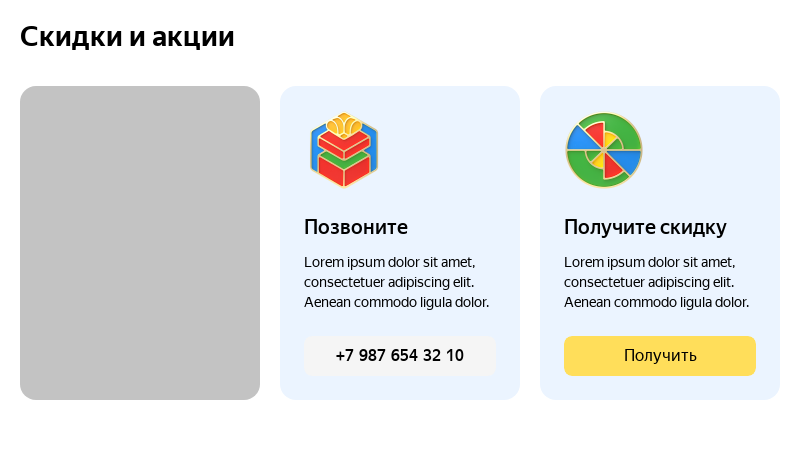 Скидки и акции
Позвоните
Lorem ipsum dolor sit amet,
consectetuer adipiscing elit.
Aenean commodo ligula dolor.
+7 987 654 32 10
Получите скидку
Lorem ipsum dolor sit amet,
consectetuer adipiscing elit.
Aenean commodo ligula dolor.
Получить